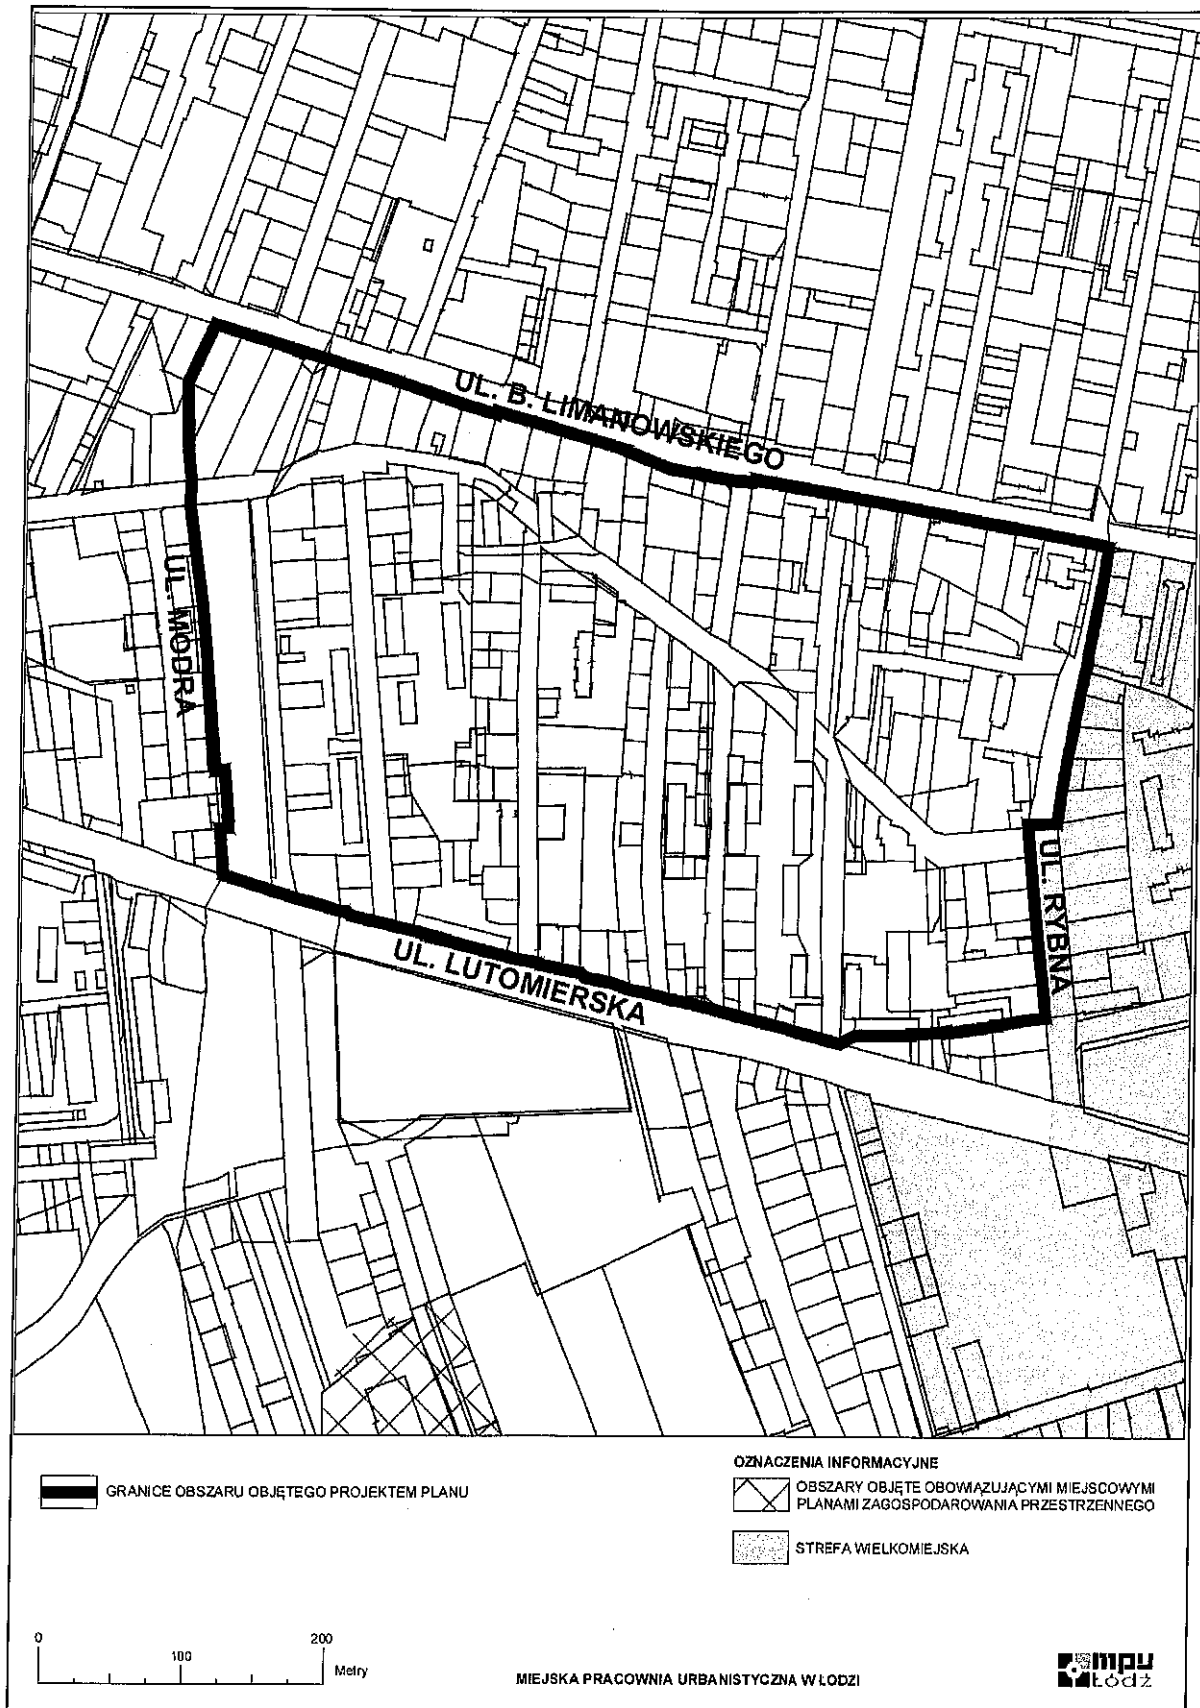 UL. B. LIMANOWSKIEGO
UL. MODRA
UL. RYBNA
UL. LUTOMIERSKA
GRANICE OBSZARU OBJĘTEGO PROJEKTEM PLANU
OZNACZENIA INFORMACYJNE
OBSZARY OBJĘTE OBOWIĄZUJĄCYMI MIEJSCOWYMI
PLANAMI ZAGOSPODAROWANIA PRZESTRZENNEGO
STREFA WIELKOMIEJSKA
0 100 200
Metry
MIEJSKA PRACOWNIA URBANISTYCZNA W ŁODZI
mpu
Łódź